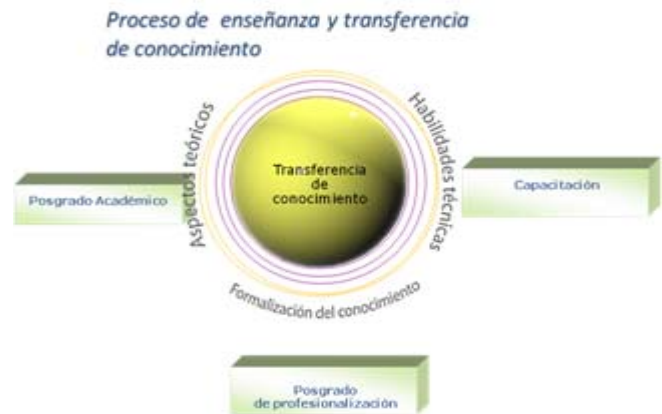 Proceso de enseñanza y transferencia
de conocimiento
Aspectos teóricos
Habilidades técnicas
Transferencia
de
conocimiento
Posgrado Académico
Capacitación
Formalización del conocimiento
Posgrado
de profesionalización